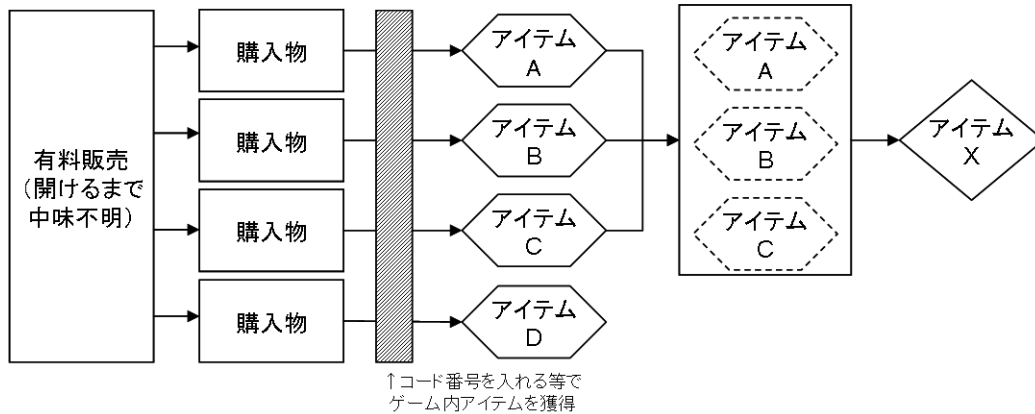 有料販売
（開けるまで
中味不明）
購入物
購入物
購入物
購入物
アイテム
A
アイテム
B
アイテム
C
アイテム
D
アイテム
A
アイテム
B
アイテム
C
アイテム
X
↑コード番号を入れる等で
ゲーム内アイテムを獲得